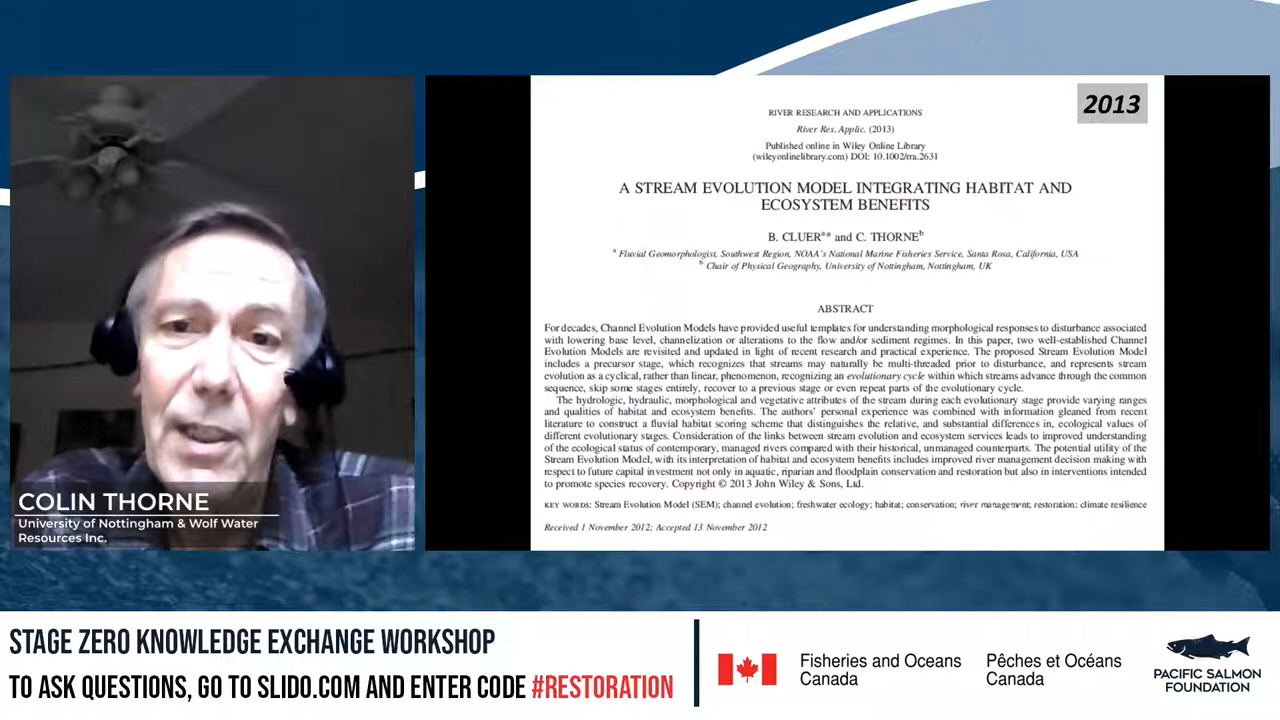 2013
RIVER RESEARCH AND APPLICATIONS
River Res. Applic. (2013)
Published online in Wiley Online Library
(wileyonlinelibrary.com) DOI: 10.1002/rra.2631
A STREAM EVOLUTION MODEL INTEGRATING HABITAT AND
ECOSYSTEM BENEFITS
B. CLUERa* and C. THORNEb
a Fluvial Geomorphologist, Southwest Region, NOAA's National Marine Fisheries Service, Santa Rosa, California, USA
b Chair of Physical Geography, University of Nottingham, Nottingham, UK
ABSTRACT
For decades, Channel Evolution Models have provided useful templates for understanding morphological responses to disturbance associated
with lowering base level, channelization or alterations to the flow and/or sediment regimes. In this paper, two well-established Channel
Evolution Models are revisited and updated in light of recent research and practical experience. The proposed Stream Evolution Model
includes a precursor stage, which recognizes that streams may naturally be multi-threaded prior to disturbance, and represents stream
evolution as a cyclical, rather than linear, phenomenon, recognizing an evolutionary cycle within which streams advance through the common
sequence, skip some stages entirely, recover to a previous stage or even repeat parts of the evolutionary cycle.
The hydrologic, hydraulic, morphological and vegetative attributes of the stream during each evolutionary stage provide varying ranges
and qualities of habitat and ecosystem benefits. The authors' personal experience was combined with information gleaned from recent
literature to construct a fluvial habitat scoring scheme that distinguishes the relative, and substantial differences in, ecological values of
different evolutionary stages. Consideration of the links between stream evolution and ecosystem services leads to improved understanding
of the ecological status of contemporary, managed rivers compared with their historical, unmanaged counterparts. The potential utility of the
Stream Evolution Model, with its interpretation of habitat and ecosystem benefits includes improved river management decision making with
respect to future capital investment not only in aquatic, riparian and floodplain conservation and restoration but also in interventions intended
to promote species recovery. Copyright © 2013 John Wiley & Sons, Ltd.
KEY WORDS: Stream Evolution Model (SEM); channel evolution; freshwater ecology; habitat; conservation; river management; restoration; climate resilience
Received 1 November 2012; Accepted 13 November 2012
COLIN THORNE
University of Nottingham & Wolf Water
Resources Inc.
STAGE ZERO KNOWLEDGE EXCHANGE WORKSHOP
TO ASK QUESTIONS, GO TO SLIDO.COM AND ENTER CODE #RESTORATION
Fisheries and Oceans
Canada
Pêches et Océans
Canada
PACIFIC SALMON
FOUNDATION